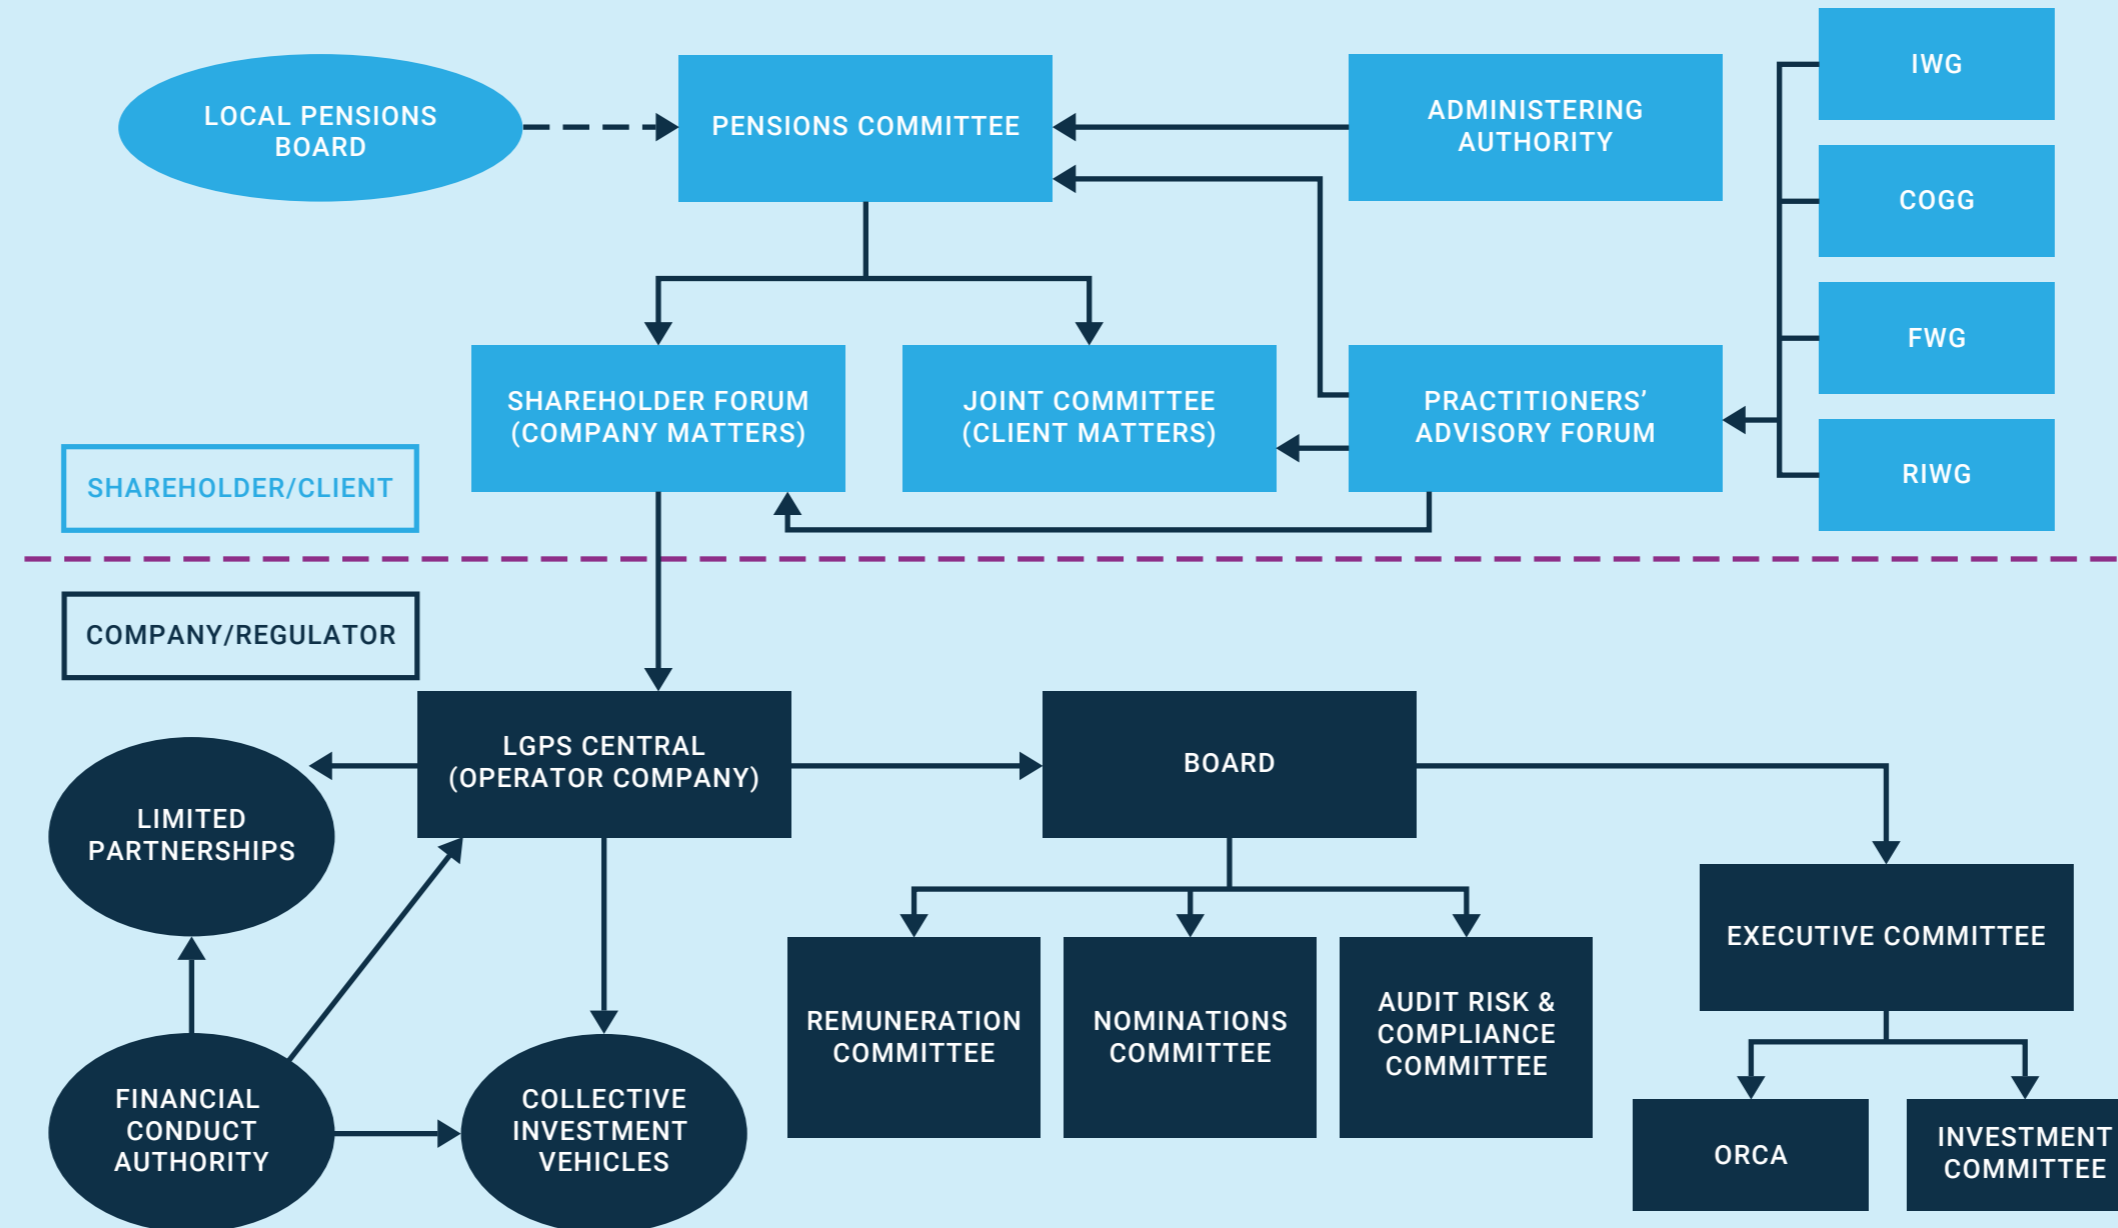 LOCAL PENSIONS
BOARD
PENSIONS COMMITTEE
ADMINISTERING
AUTHORITY
IWG
COGG
FWG
RIWG
SHAREHOLDER FORUM
(COMPANY MATTERS)
JOINT COMMITTEE
(CLIENT MATTERS)
PRACTITIONERS’
ADVISORY FORUM
SHAREHOLDER/CLIENT
COMPANY/REGULATOR
LGPS CENTRAL
(OPERATOR COMPANY)
BOARD
LIMITED
PARTNERSHIPS
EXECUTIVE COMMITTEE
REMUNERATION
COMMITTEE
NOMINATIONS
COMMITTEE
AUDIT RISK &
COMPLIANCE
COMMITTEE
FINANCIAL
CONDUCT
AUTHORITY
COLLECTIVE
INVESTMENT
VEHICLES
ORCA
INVESTMENT
COMMITTEE